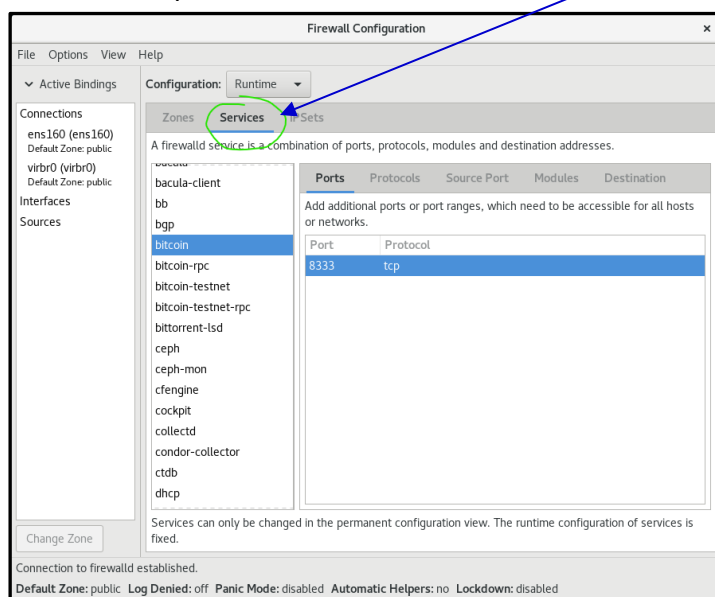 Firewall Configuration ×
File Options View Help
Active Bindings
Configuration: Runtime
Connections
ens160 (ens160)
Default Zone: public
virbr0 (virbr0)
Default Zone: public
Interfaces
Sources
Change Zone
Zones Services IPSets
A firewalld service is a combination of ports, protocols, modules and destination addresses.
bacula
bacula-client
bb
bgp
bitcoin
bitcoin-rpc
bitcoin-testnet
bitcoin-testnet-rpc
bittorrent-lsd
ceph
ceph-mon
cfengine
cockpit
collectd
condor-collector
ctdb
dhcp
Ports Protocols Source Port Modules Destination
Add additional ports or port ranges, which need to be accessible for all hosts
or networks.
Port Protocol
8333 tcp
Services can only be changed in the permanent configuration view. The runtime configuration of services is
fixed.
Connection to firewalld established.
Default Zone: public Log Denied: off Panic Mode: disabled Automatic Helpers: no Lockdown: disabled